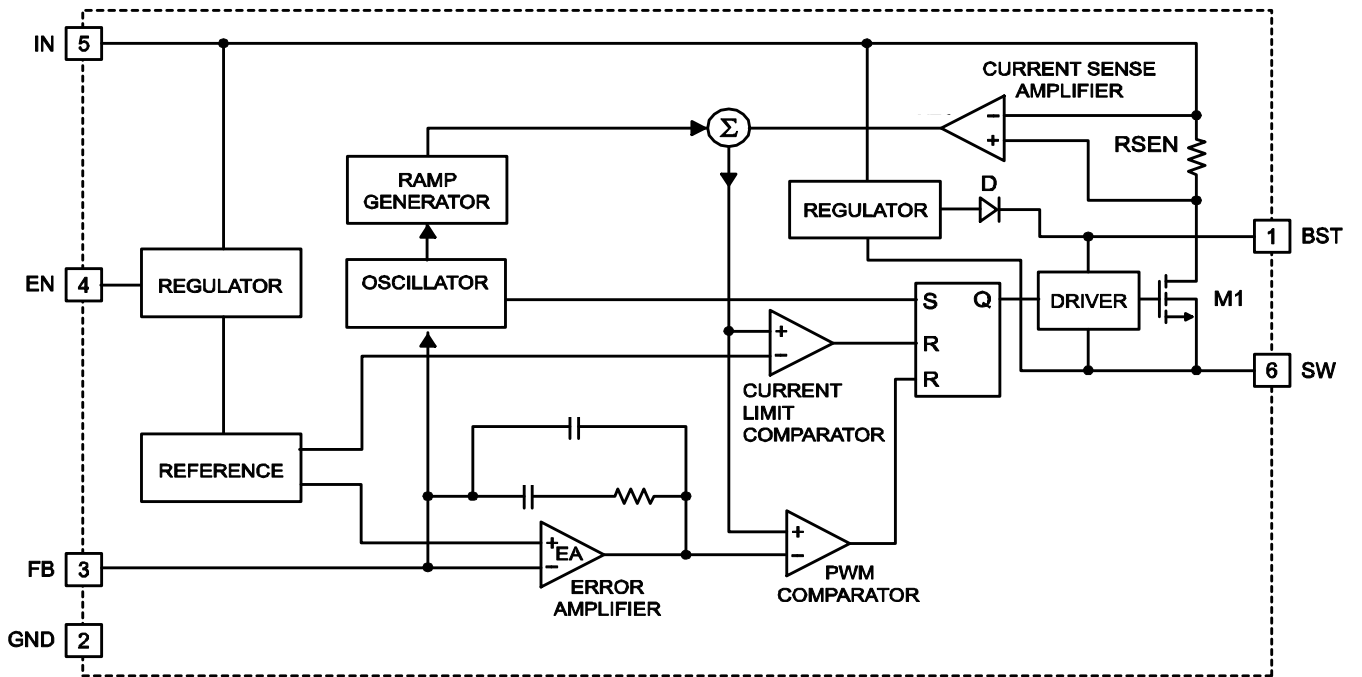 IN 5
CURRENT SENSE
AMPLIFIER
Σ
−
+
RSEN
RAMP
GENERATOR
D
REGULATOR
1 BST
EN 4
REGULATOR
OSCILLATOR
S Q
R
R
DRIVER
M1
+
−
6 SW
CURRENT
LIMIT
COMPARATOR
REFERENCE
+
−
EA
+
−
FB 3
ERROR
AMPLIFIER
PWM
COMPARATOR
GND 2